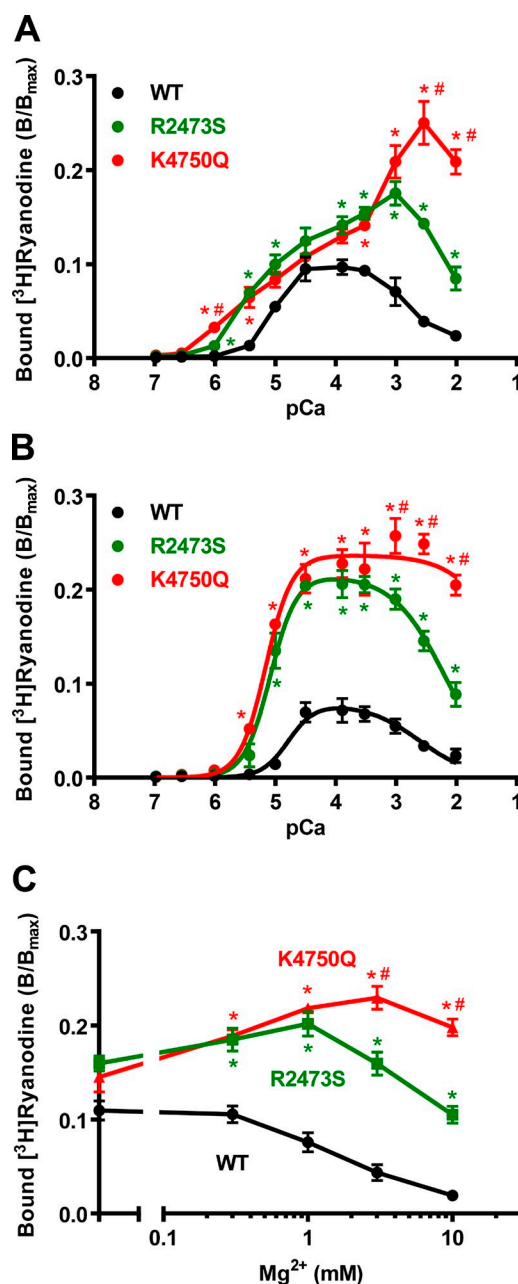 A
Bound [³H]Ryanodine (B/Bmax)
0.3
0.2
0.1
0.0
WT
R2473S
K4750Q
* # * * * * * * * * * # * # * * *
8 7 6 5 4 3 2 1
pCa
B
Bound [³H]Ryanodine (B/Bmax)
0.3
0.2
0.1
0.0
WT
R2473S
K4750Q
* * * * * * # * # * # * * * * * * *
8 7 6 5 4 3 2 1
pCa
C
Bound [³H]Ryanodine (B/Bmax)
0.3
0.2
0.1
0.0
K4750Q
* * * # * #
* * * *
R2473S
WT
0.1 1 10
Mg²⁺ (mM)